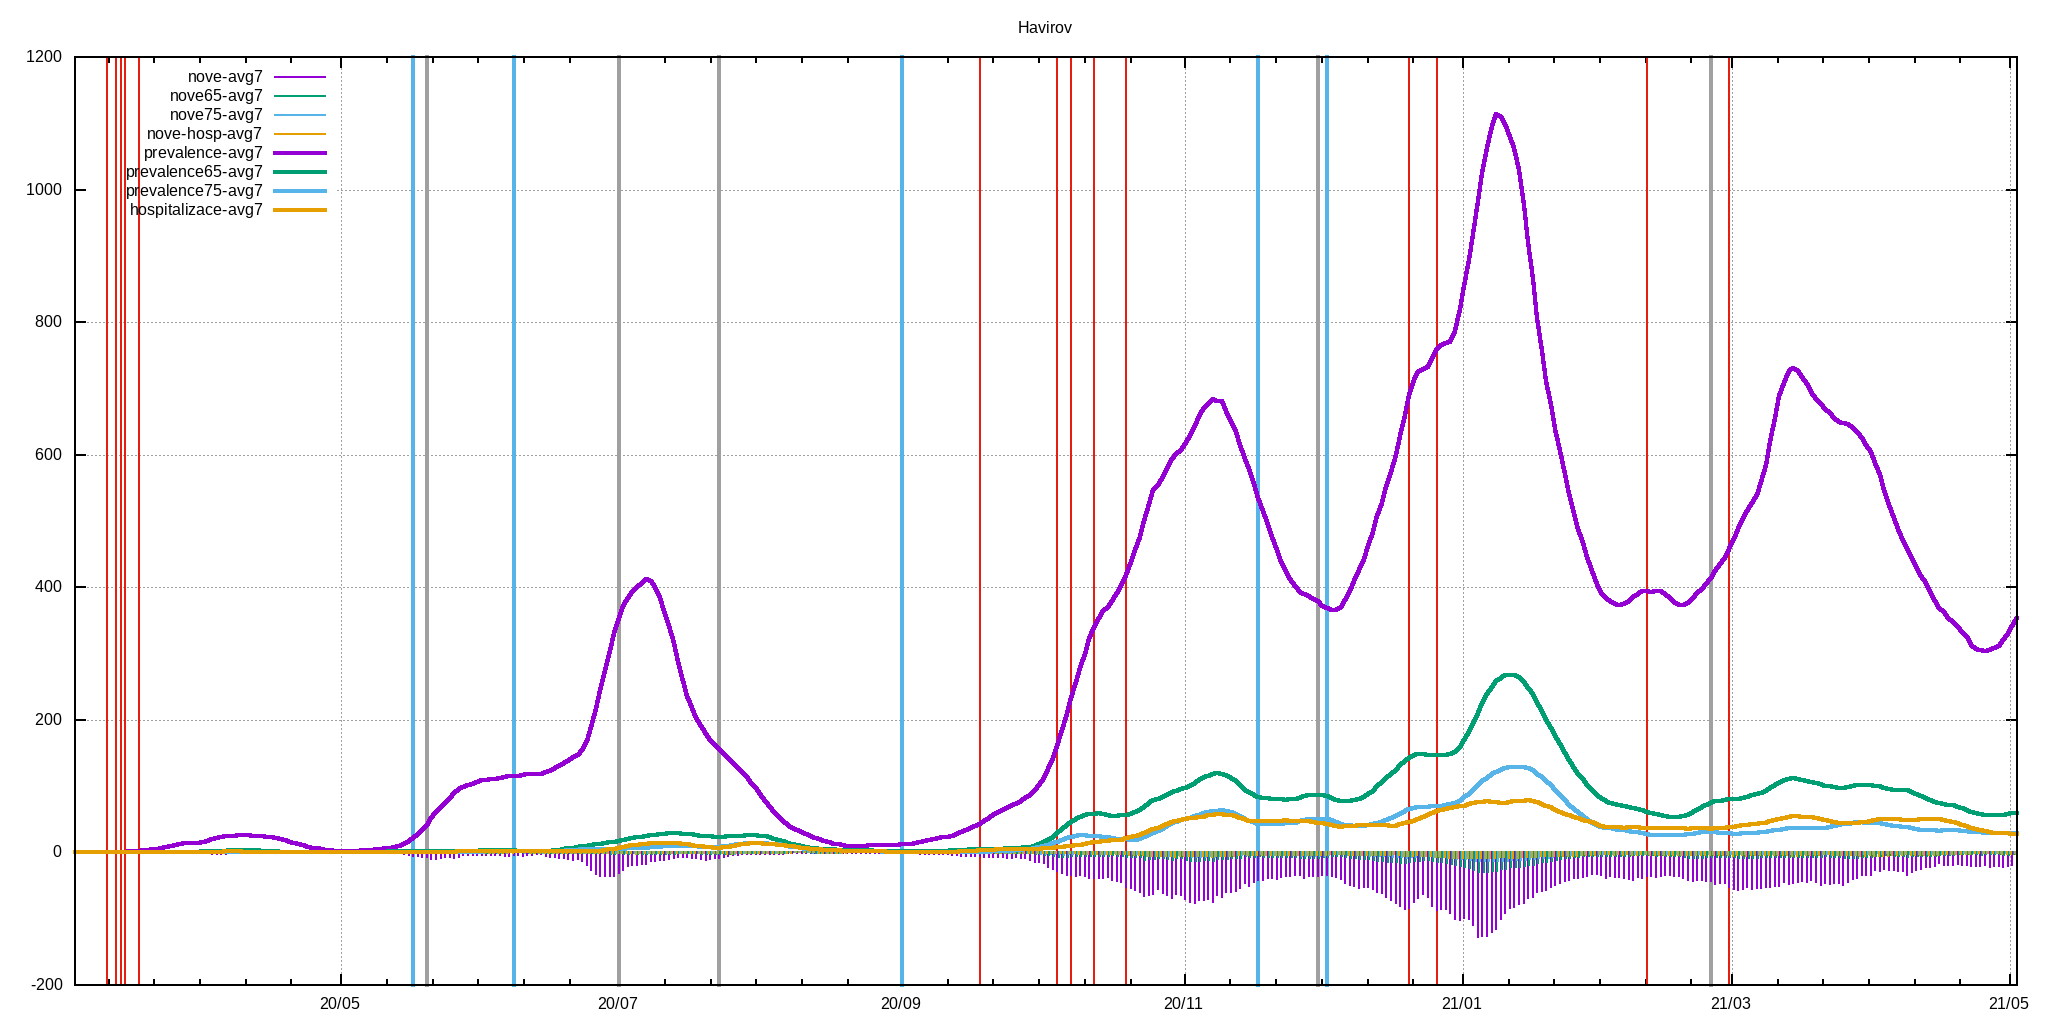 Havirov
1200
1000
800
600
400
200
0
-200
nove-avg7
nove65-avg7
nove75-avg7
nove-hosp-avg7
prevalence-avg7
prevalence65-avg7
prevalence75-avg7
hospitalizace-avg7
20/05 20/07 20/09 20/11 21/01 21/03 21/05